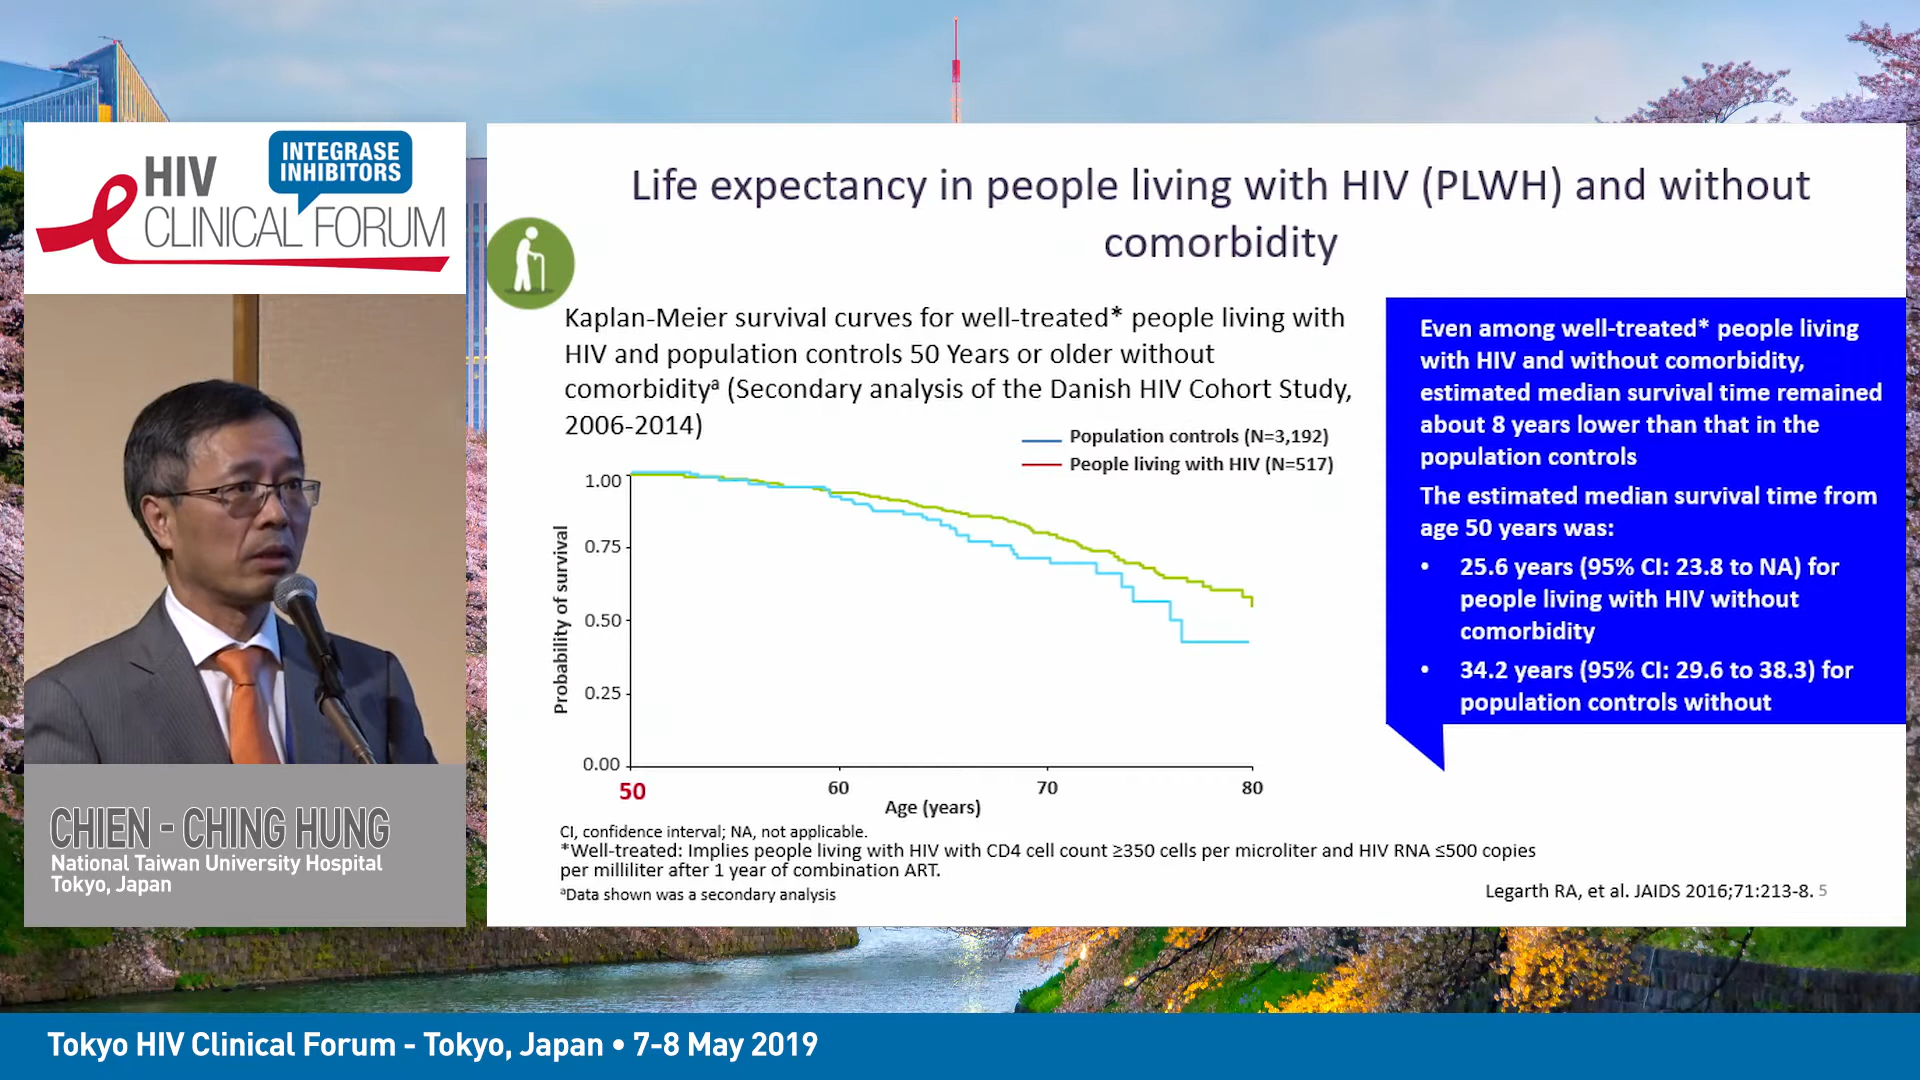 HIV
INTEGRASE
INHIBITORS
CLINICAL FORUM
CHIEN - CHING HUNG
National Taiwan University Hospital
Tokyo, Japan
Life expectancy in people living with HIV (PLWH) and without
comorbidity
Kaplan-Meier survival curves for well-treated* people living with
HIV and population controls 50 Years or older without
comorbidityᵃ (Secondary analysis of the Danish HIV Cohort Study,
2006-2014)
Population controls (N=3,192)
People living with HIV (N=517)
Probability of survival
1.00
0.75
0.50
0.25
0.00
50
60
70
80
Age (years)
Even among well-treated* people living
with HIV and without comorbidity,
estimated median survival time remained
about 8 years lower than that in the
population controls
The estimated median survival time from
age 50 years was:
• 25.6 years (95% CI: 23.8 to NA) for
people living with HIV without
comorbidity
• 34.2 years (95% CI: 29.6 to 38.3) for
population controls without
CI, confidence interval; NA, not applicable.
*Well-treated: Implies people living with HIV with CD4 cell count ≥350 cells per microliter and HIV RNA ≤500 copies
per milliliter after 1 year of combination ART.
ᵃData shown was a secondary analysis
Legarth RA, et al. JAIDS 2016;71:213-8. 5
Tokyo HIV Clinical Forum - Tokyo, Japan • 7-8 May 2019